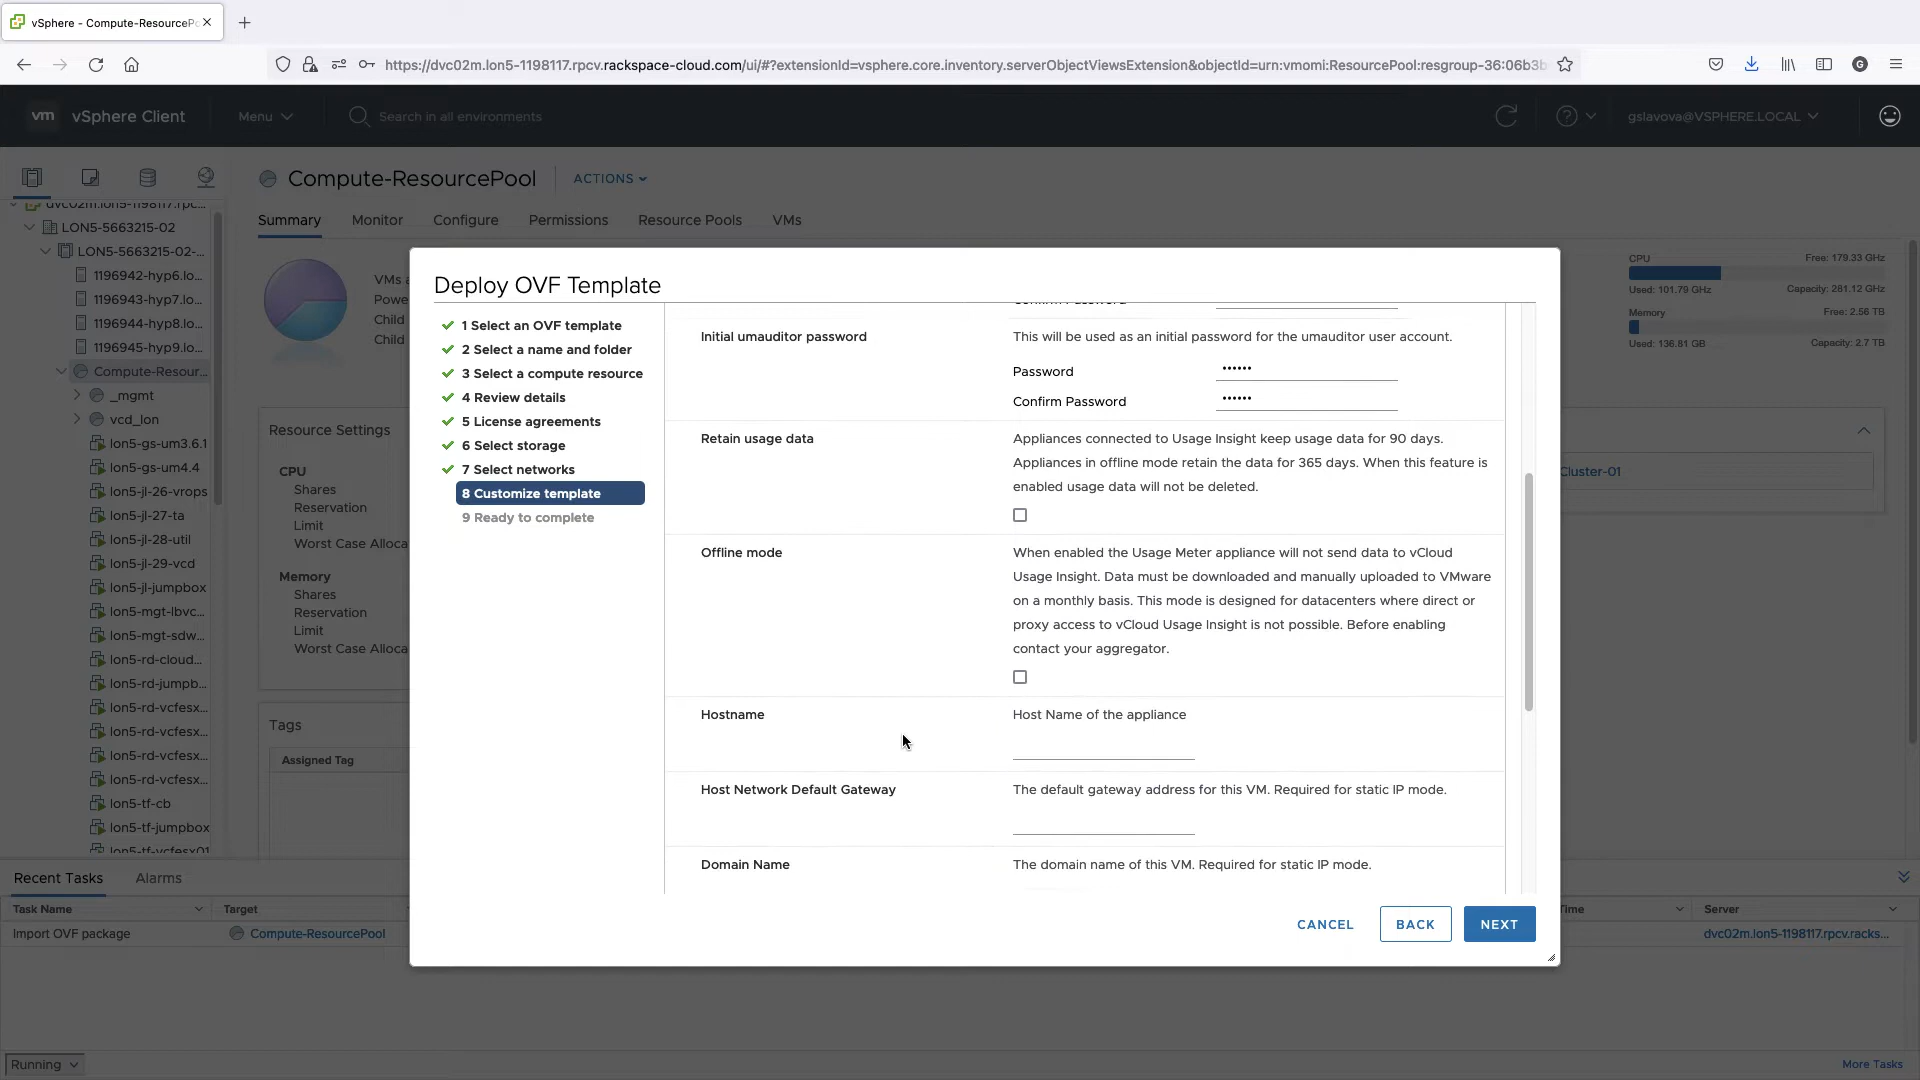 vSphere - Compute-ResourceP
https://dvc02m.lon5-1198117.rpcv.rackspace-cloud.com/ui/#?extensionId=vsphere.core.inventory.serverObjectViewsExtension&objectId=urn:vmomi:ResourcePool:resgroup-36:06b3b
G
vm vSphere Client
Menu
Search in all environments
gslavova@VSPHERE.LOCAL
Compute-ResourcePool
ACTIONS
Summary
Monitor
Configure
Permissions
Resource Pools
VMs
dvc02m.lon5-1198117.rpc...
LON5-5663215-02
LON5-5663215-02-...
1196942-hyp6.lo...
1196943-hyp7.lo...
1196944-hyp8.lo...
1196945-hyp9.lo...
Compute-Resour...
_mgmt
vcd_lon
lon5-gs-um3.6.1
lon5-gs-um4.4
lon5-jl-26-vrops
lon5-jl-27-ta
lon5-jl-28-util
lon5-jl-29-vcd
lon5-jl-jumpbox
lon5-mgt-lbvc...
lon5-mgt-sdw...
lon5-rd-cloud...
lon5-rd-jumpb...
lon5-rd-vcfesx...
lon5-rd-vcfesx...
lon5-rd-vcfesx...
lon5-rd-vcfesx...
lon5-tf-cb
lon5-tf-jumpbox
lon5-tf-vcfesx01
VMs
Powe
Child
Child
CPU
Free: 179.33 GHz
Used: 101.79 GHz
Capacity: 281.12 GHz
Memory
Free: 2.56 TB
Used: 136.81 GB
Capacity: 2.7 TB
Resource Settings
CPU
Shares
Reservation
Limit
Worst Case Alloca
Memory
Shares
Reservation
Limit
Worst Case Alloca
Tags
Assigned Tag
Cluster-01
Deploy OVF Template
1 Select an OVF template
2 Select a name and folder
3 Select a compute resource
4 Review details
5 License agreements
6 Select storage
7 Select networks
8 Customize template
9 Ready to complete
Confirm Password
Initial umauditor password
This will be used as an initial password for the umauditor user account.
Password ••••••
Confirm Password ••••••
Retain usage data
Appliances connected to Usage Insight keep usage data for 90 days.
Appliances in offline mode retain the data for 365 days. When this feature is
enabled usage data will not be deleted.
Offline mode
When enabled the Usage Meter appliance will not send data to vCloud
Usage Insight. Data must be downloaded and manually uploaded to VMware
on a monthly basis. This mode is designed for datacenters where direct or
proxy access to vCloud Usage Insight is not possible. Before enabling
contact your aggregator.
Hostname
Host Name of the appliance
Host Network Default Gateway
The default gateway address for this VM. Required for static IP mode.
Domain Name
The domain name of this VM. Required for static IP mode.
CANCEL
BACK
NEXT
Recent Tasks
Alarms
Task Name
Target
Time
Server
Import OVF package
Compute-ResourcePool
dvc02m.lon5-1198117.rpcv.racks...
Running
More Tasks